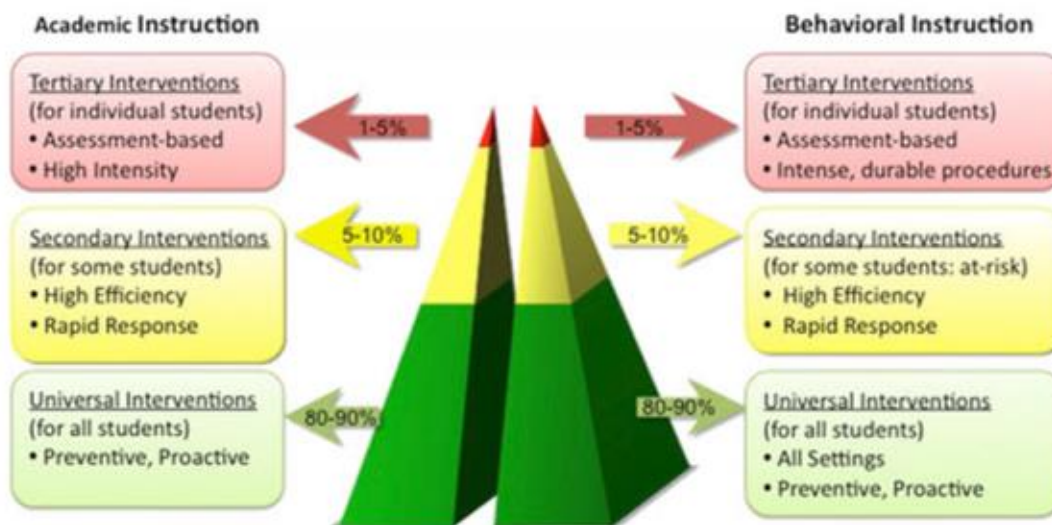 Academic Instruction
Tertiary Interventions
(for individual students)
• Assessment-based
• High Intensity
1-5%
Secondary Interventions
(for some students)
• High Efficiency
• Rapid Response
5-10%
Universal Interventions
(for all students)
• Preventive, Proactive
80-90%
Behavioral Instruction
1-5%
Tertiary Interventions
(for individual students)
• Assessment-based
• Intense, durable procedures
5-10%
Secondary Interventions
(for some students: at-risk)
• High Efficiency
• Rapid Response
80-90%
Universal Interventions
(for all students)
• All Settings
• Preventive, Proactive